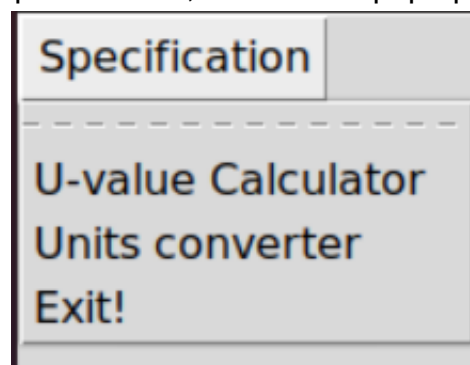 Specification
U-value Calculator
Units converter
Exit!